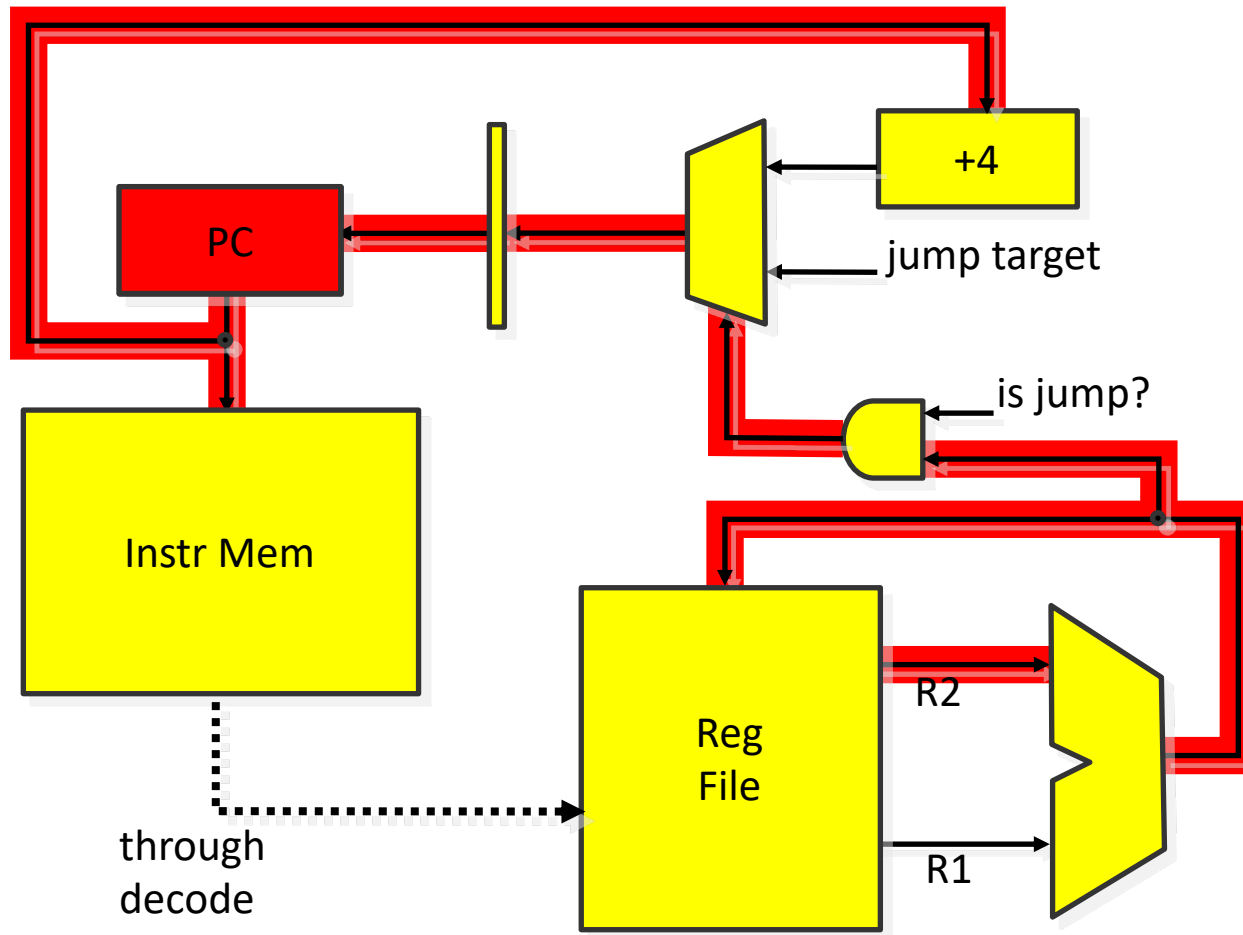 +4
PC
jump target
is jump?
Instr Mem
R2
Reg
File
through
decode
R1